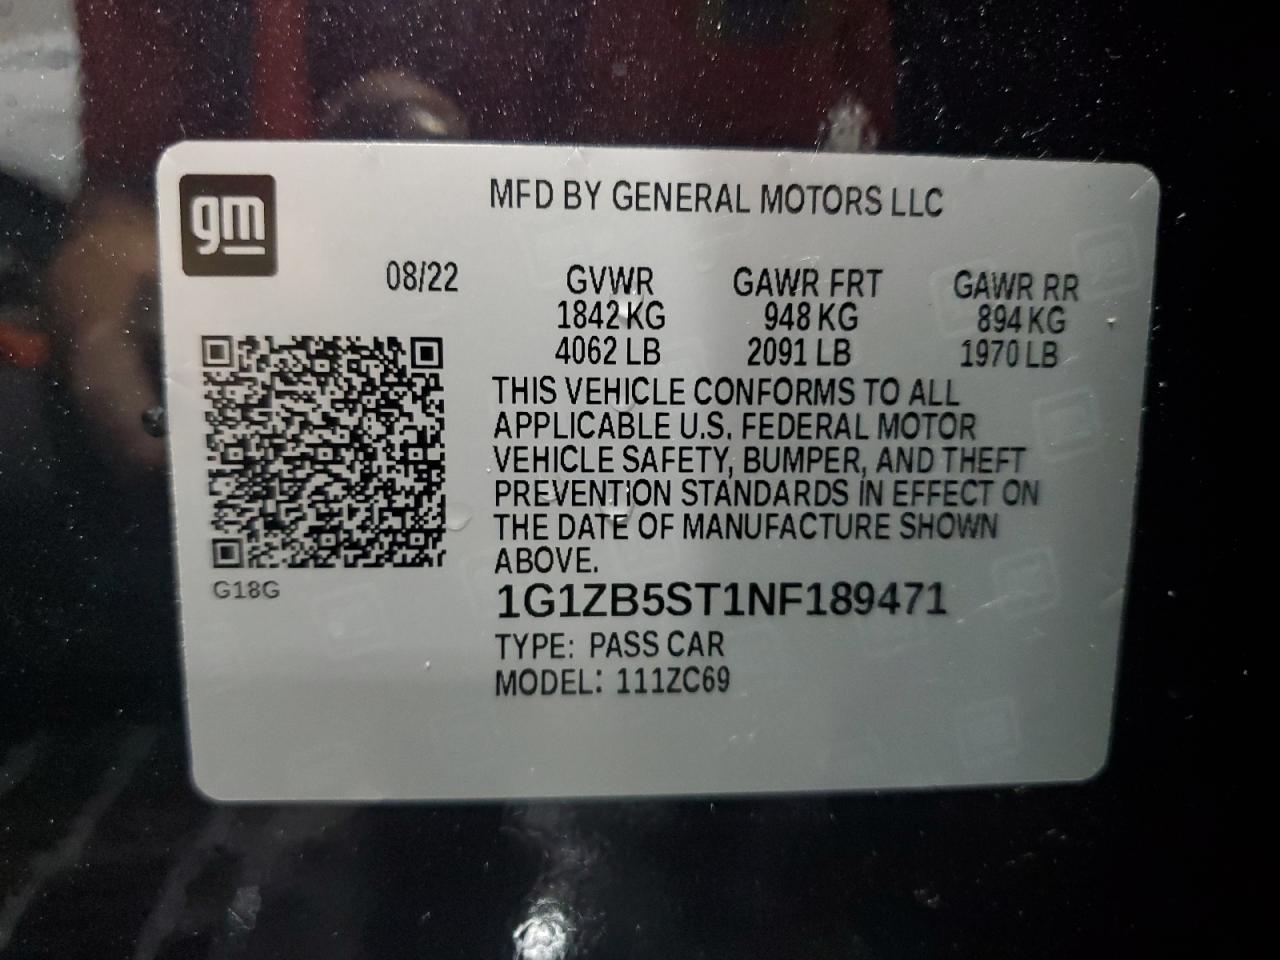 gm
MFD BY GENERAL MOTORS LLC
08/22 GVWR GAWR FRT GAWR RR
1842 KG 948 KG 894 KG
4062 LB 2091 LB 1970 LB
THIS VEHICLE CONFORMS TO ALL
APPLICABLE U.S. FEDERAL MOTOR
VEHICLE SAFETY, BUMPER, AND THEFT
PREVENTION STANDARDS IN EFFECT ON
THE DATE OF MANUFACTURE SHOWN
ABOVE.
G18G
1G1ZB5ST1NF189471
TYPE: PASS CAR
MODEL: 111ZC69